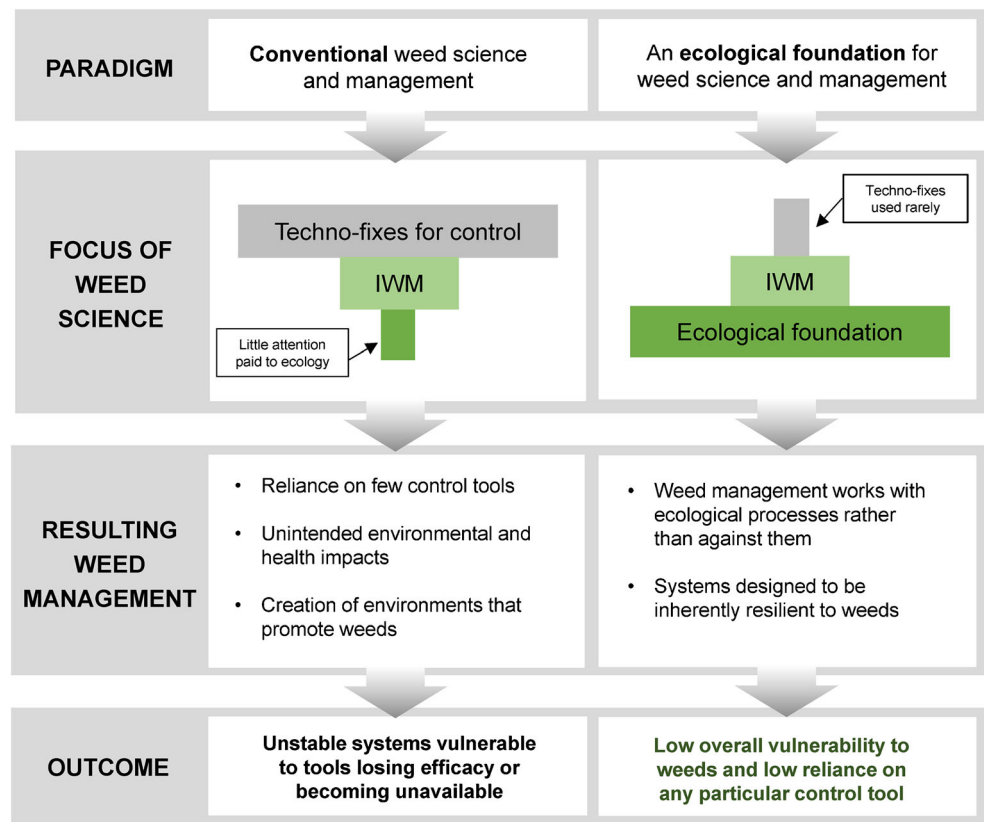 PARADIGM
Conventional weed science
and management
An ecological foundation for
weed science and management
FOCUS OF
WEED
SCIENCE
Techno-fixes for control
IWM
Little attention
paid to ecology
Techno-fixes
used rarely
IWM
Ecological foundation
RESULTING
WEED
MANAGEMENT
• Reliance on few control tools
• Unintended environmental and
health impacts
• Creation of environments that
promote weeds
• Weed management works with
ecological processes rather
than against them
• Systems designed to be
inherently resilient to weeds
OUTCOME
Unstable systems vulnerable
to tools losing efficacy or
becoming unavailable
Low overall vulnerability to
weeds and low reliance on
any particular control tool